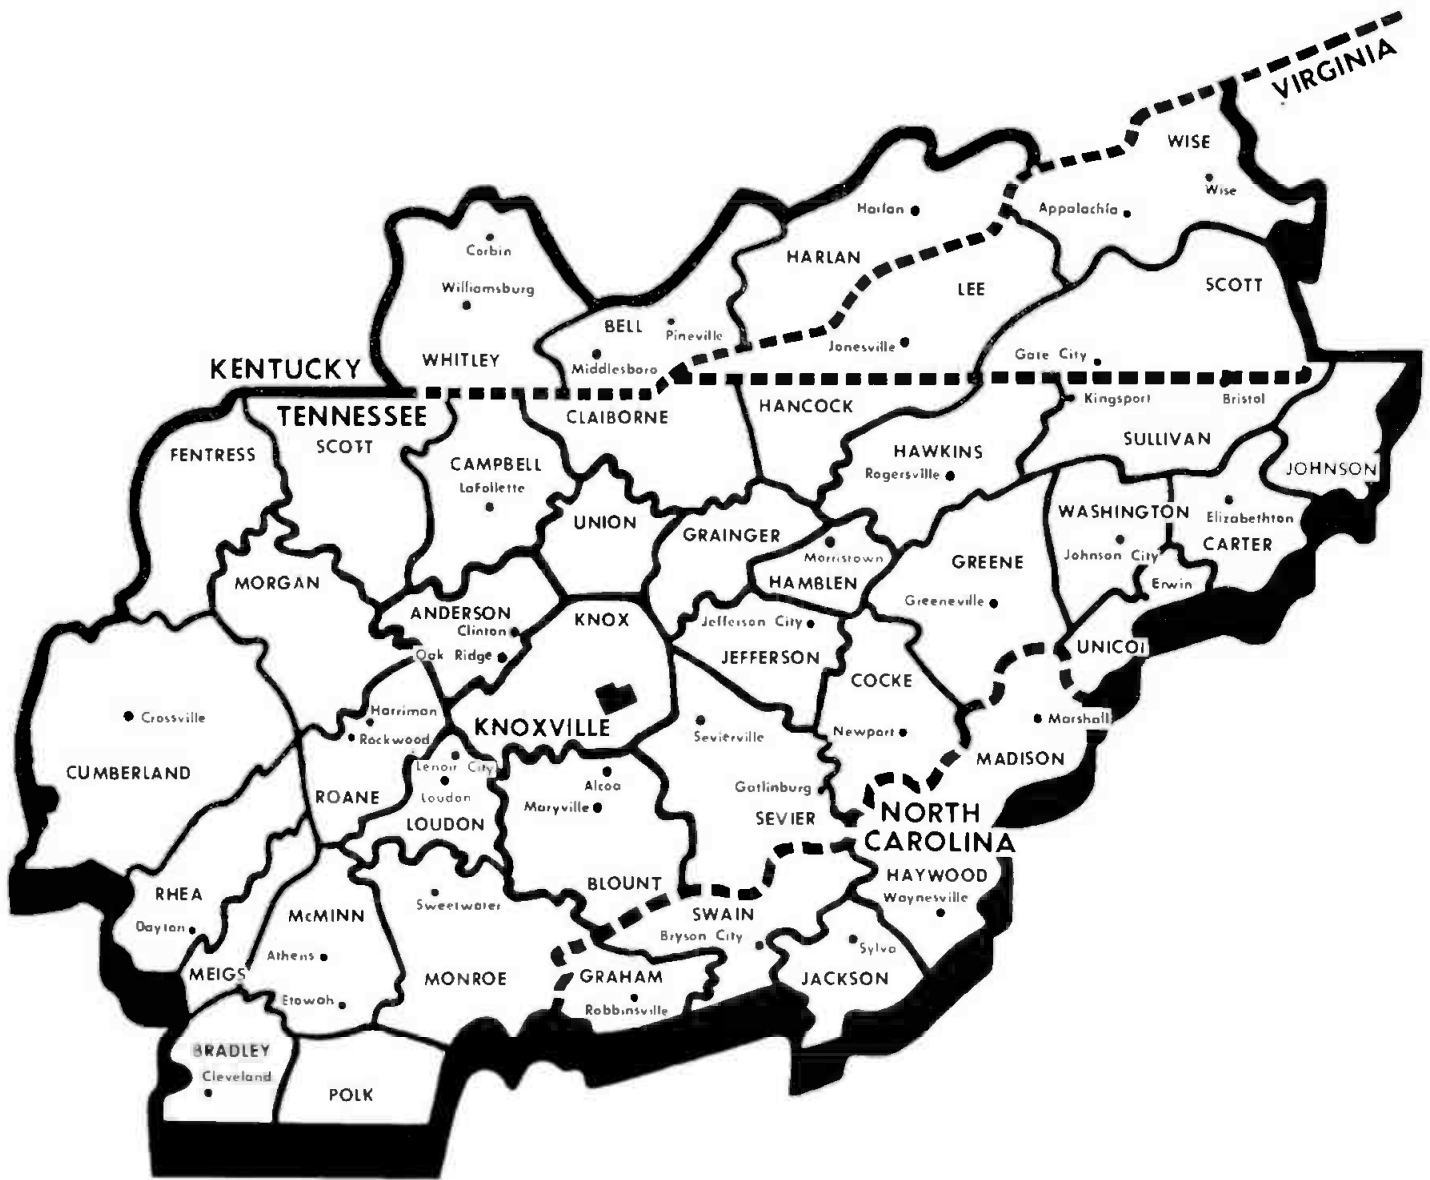 VIRGINIA
WISE
Wise
Appalachia
Harlan
Corbin
HARLAN
Williamsburg
LEE
SCOTT
BELL
Pineville
Jonesville
Gate City
WHITLEY
Middlesboro
KENTUCKY
TENNESSEE
SCOTT
CLAIBORNE
HANCOCK
Kingsport
Bristol
FENTRESS
CAMPBELL
LaFollette
HAWKINS
Rogersville
SULLIVAN
JOHNSON
UNION
GRAINGER
WASHINGTON
Elizabethton
CARTER
Morristown
HAMBLEN
GREENE
Johnson City
Erwin
MORGAN
ANDERSON
Clinton
KNOX
Jefferson City
Greeneville
Oak Ridge
JEFFERSON
UNICOI
COCKE
Crossville
Harriman
Rockwood
KNOXVILLE
Sevierville
Newport
Marshall
CUMBERLAND
Lenoir City
MADISON
ROANE
Loudon
LOUDON
Alcoa
Maryville
Gatlinburg
SEVIER
NORTH
CAROLINA
RHEA
Dayton
McMINN
Sweetwater
BLOUNT
SWAIN
Bryson City
HAYWOOD
Waynesville
Athens
Sylva
MEIGS
Etowah
MONROE
GRAHAM
Robbinsville
JACKSON
BRADLEY
Cleveland
POLK